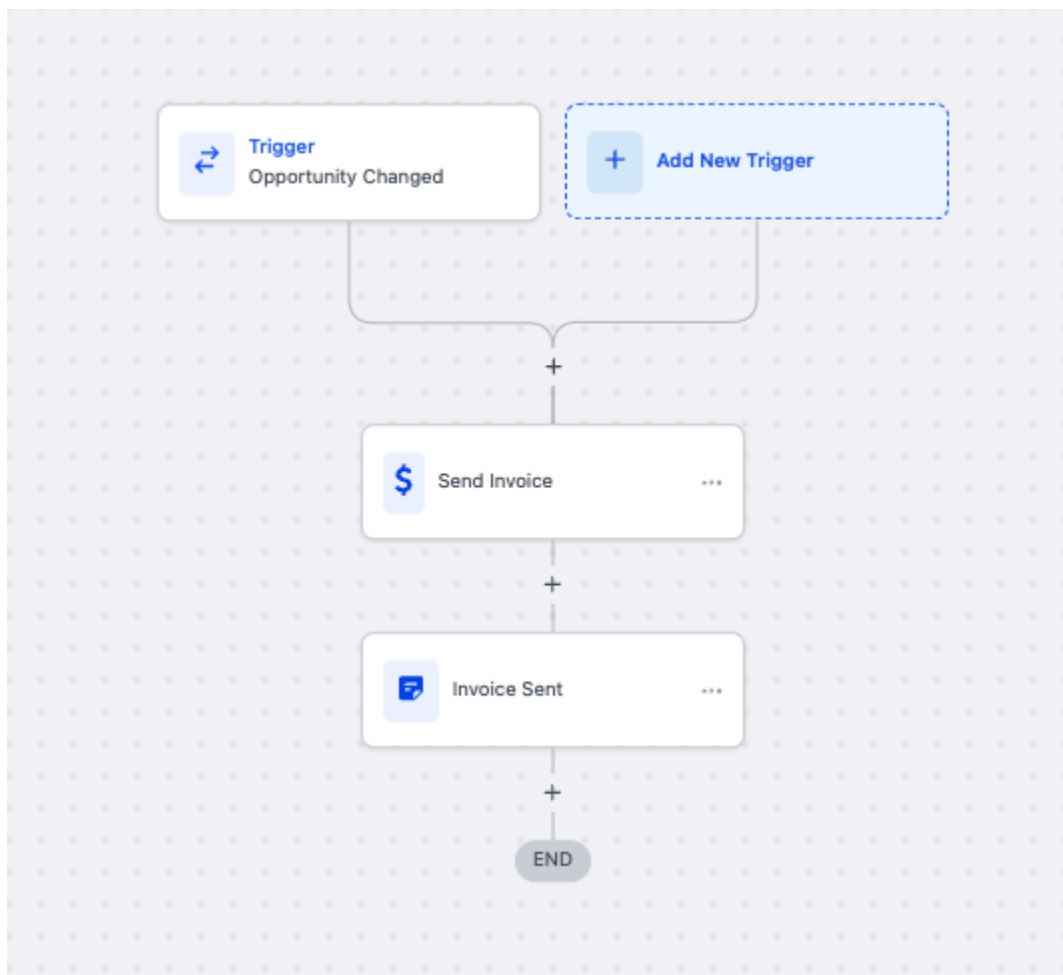 Trigger
Opportunity Changed
+ Add New Trigger
+
$ Send Invoice ...
+
Invoice Sent ...
+
END